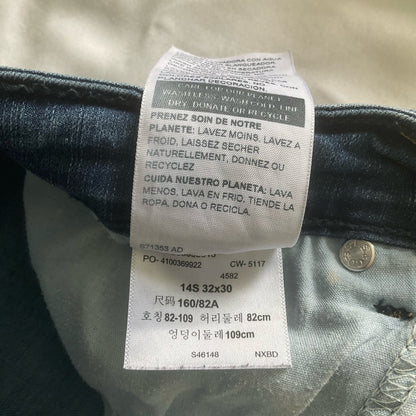 CARE FOR OUR PLANET
WASH LESS, WASH COLD, LINE
DRY, DONATE OR RECYCLE
PRENEZ SOIN DE NOTRE
PLANETE: LAVEZ MOINS, LAVEZ A
FROID, LAISSEZ SECHER
NATURELLEMENT, DONNEZ OU
RECYCLEZ
CUIDA NUESTRO PLANETA: LAVA
MENOS, LAVA EN FRIO, TIENDE LA
ROPA, DONA O RECICLA.
S71353 AD
PO- 4100369922 CW- 5117
4582
14S 32x30
尺码 160/82A
호칭 82-109 허리둘레 82cm
엉덩이둘레 109cm
S46148 NXBD